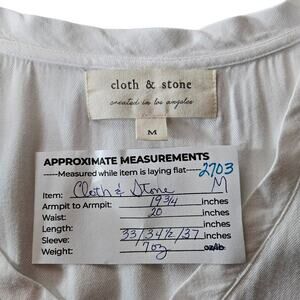 cloth & stone
created in los angeles
M
APPROXIMATE MEASUREMENTS
-----Measured while item is laying flat----- 2703
Item: Cloth & Stone M
Armpit to Armpit: 19 3/4 inches
Waist: 20 inches
Length: 33/34 1/2/37 inches
Sleeve: inches
Weight: 7oz oz/lb